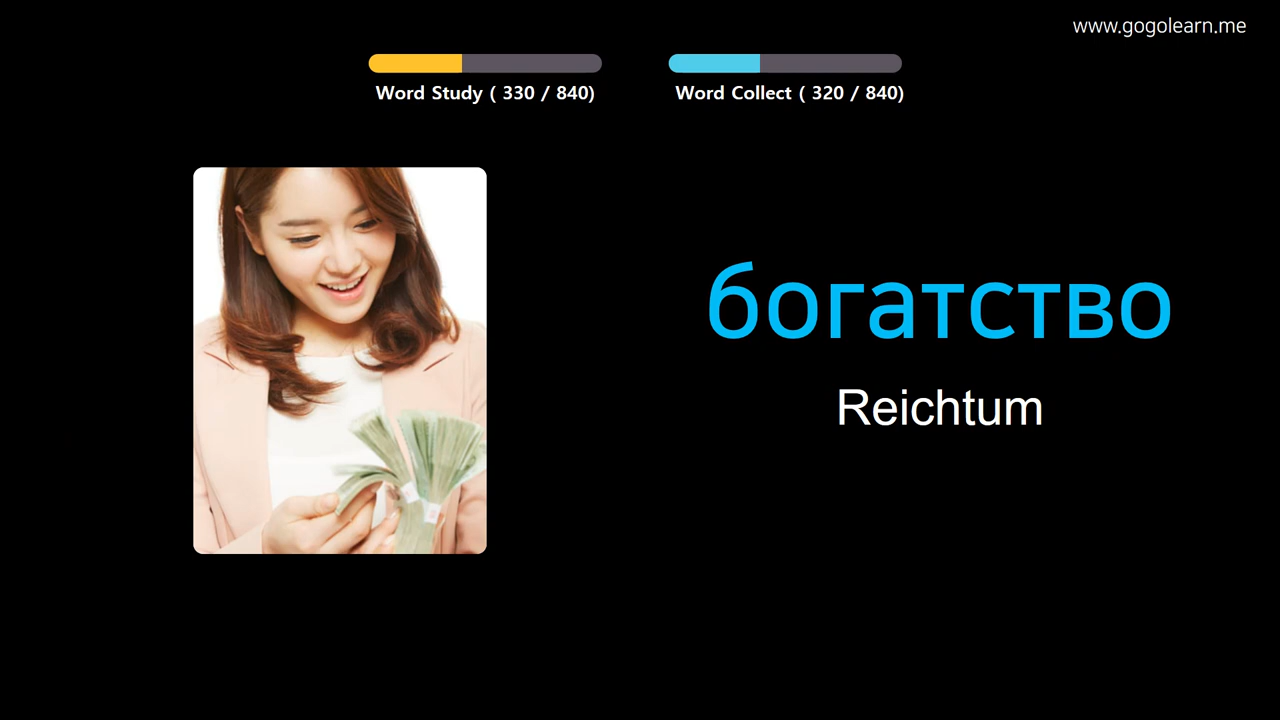 www.gogolearn.me
Word Study ( 330 / 840)
Word Collect ( 320 / 840)
богатство
Reichtum